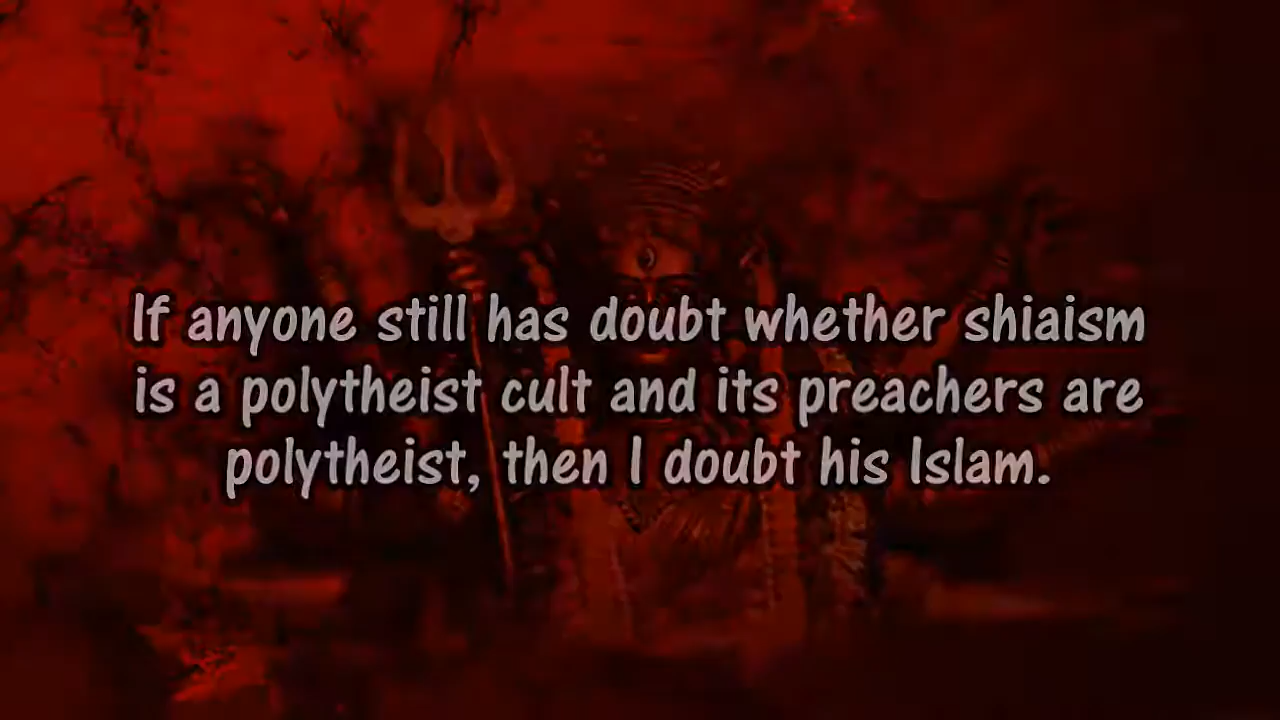 If anyone still has doubt whether shiaism
is a polytheist cult and its preachers are
polytheist, then I doubt his Islam.